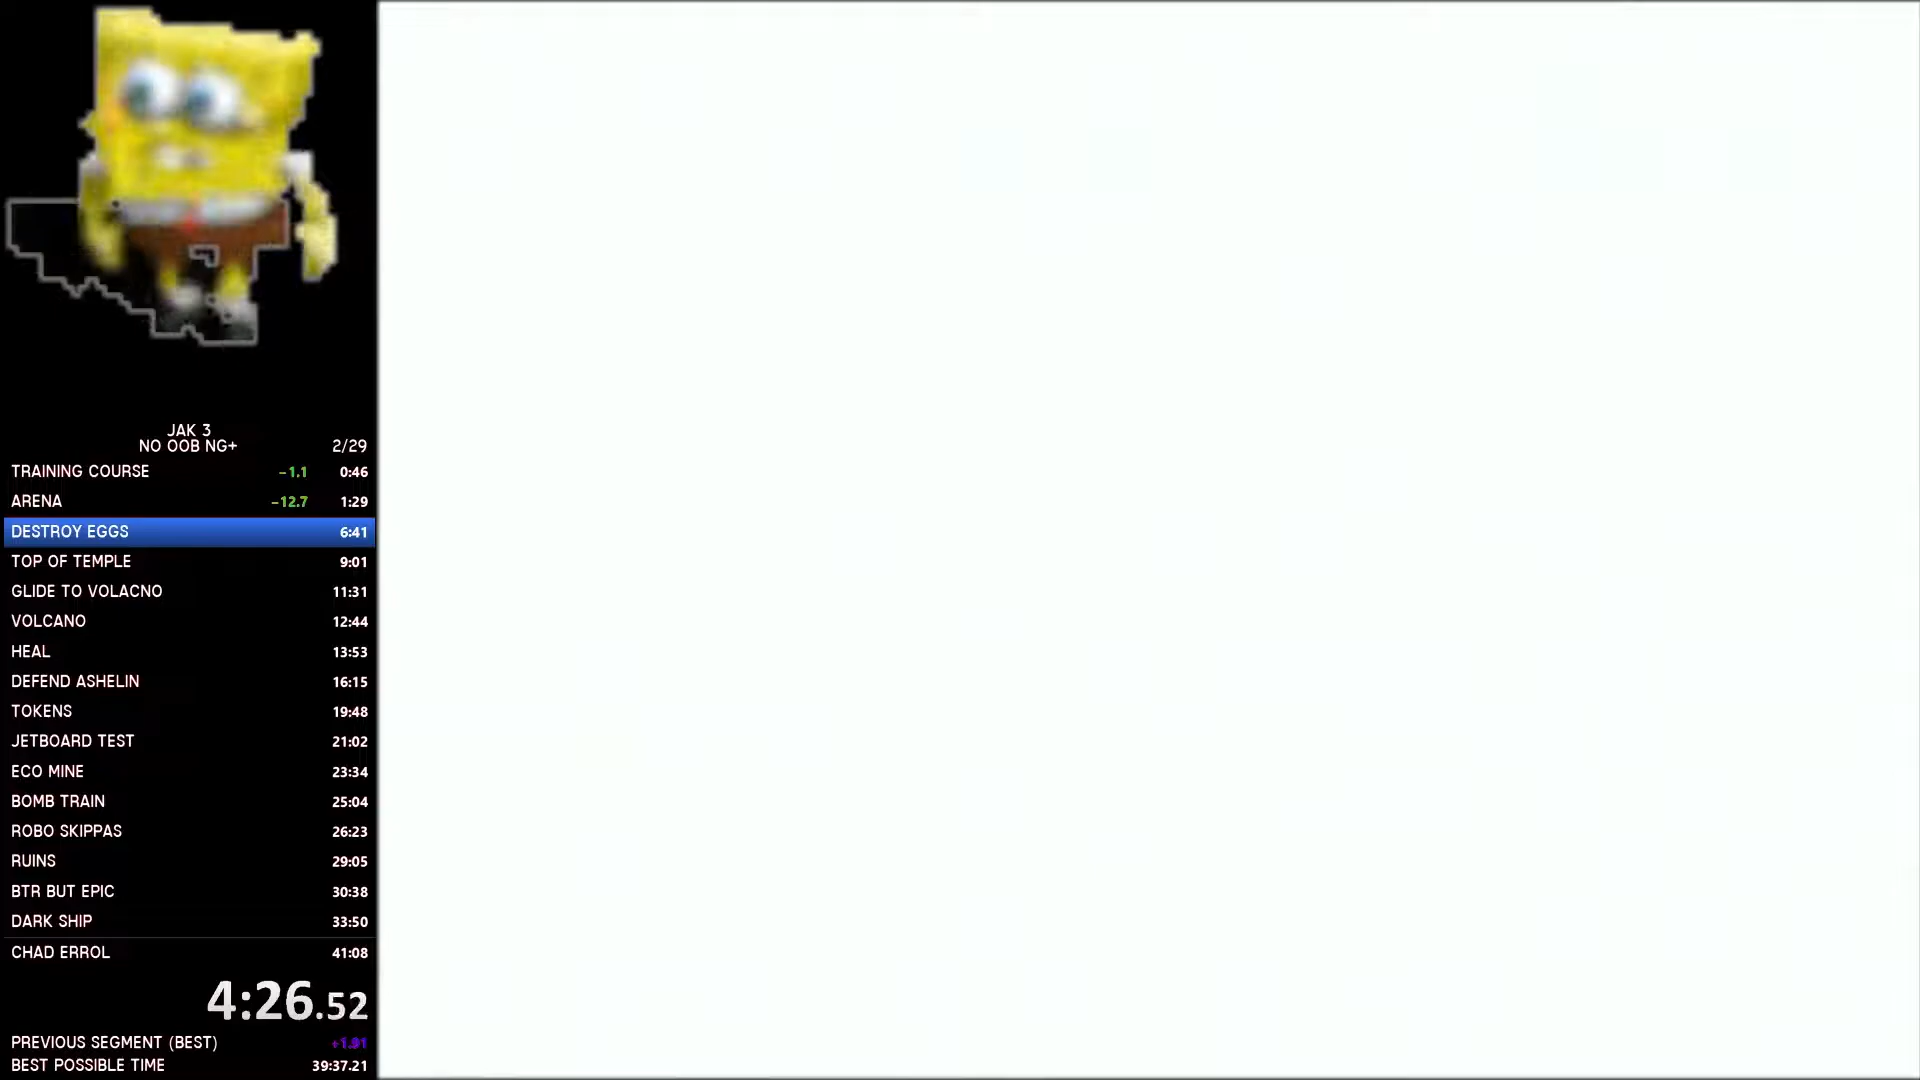 JAK 3
NO OOB NG+ 2/29
TRAINING COURSE -1.1 0:46
ARENA -12.7 1:29
DESTROY EGGS 6:41
TOP OF TEMPLE 9:01
GLIDE TO VOLACNO 11:31
VOLCANO 12:44
HEAL 13:53
DEFEND ASHELIN 16:15
TOKENS 19:48
JETBOARD TEST 21:02
ECO MINE 23:34
BOMB TRAIN 25:04
ROBO SKIPPAS 26:23
RUINS 29:05
BTR BUT EPIC 30:38
DARK SHIP 33:50
CHAD ERROL 41:08
4:26.52
PREVIOUS SEGMENT (BEST) +1.91
BEST POSSIBLE TIME 39:37.21